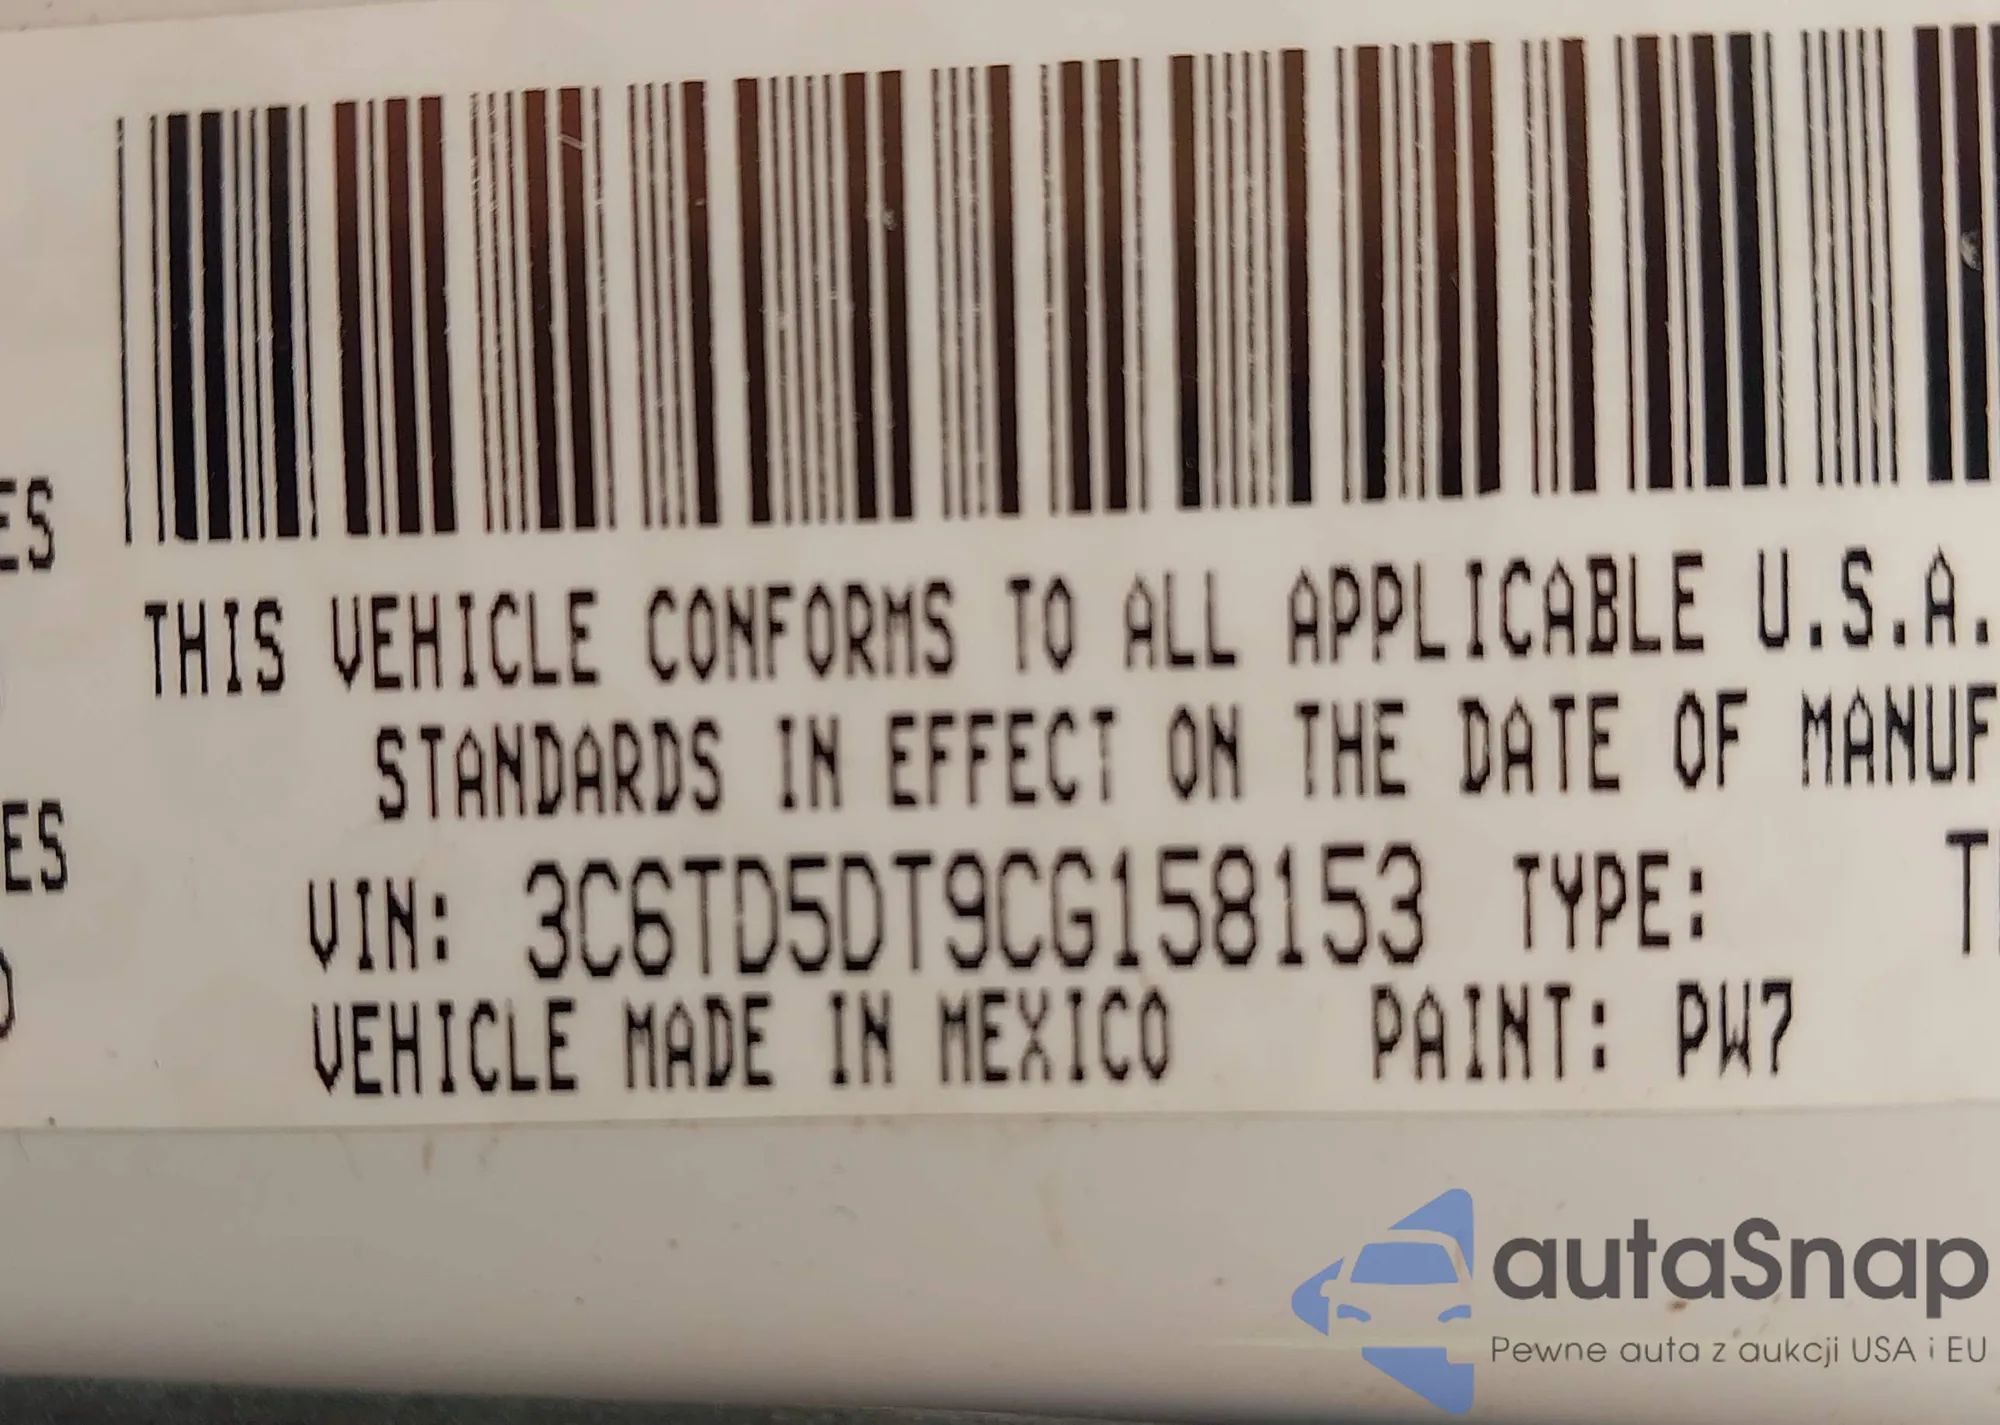 THIS VEHICLE CONFORMS TO ALL APPLICABLE U.S.A.
STANDARDS IN EFFECT ON THE DATE OF MANUF
ES
VIN: 3C6TD5DT9CG158153 TYPE: T
ES
VEHICLE MADE IN MEXICO PAINT: PW7
autaSnap
Pewne auta z aukcji USA i EU